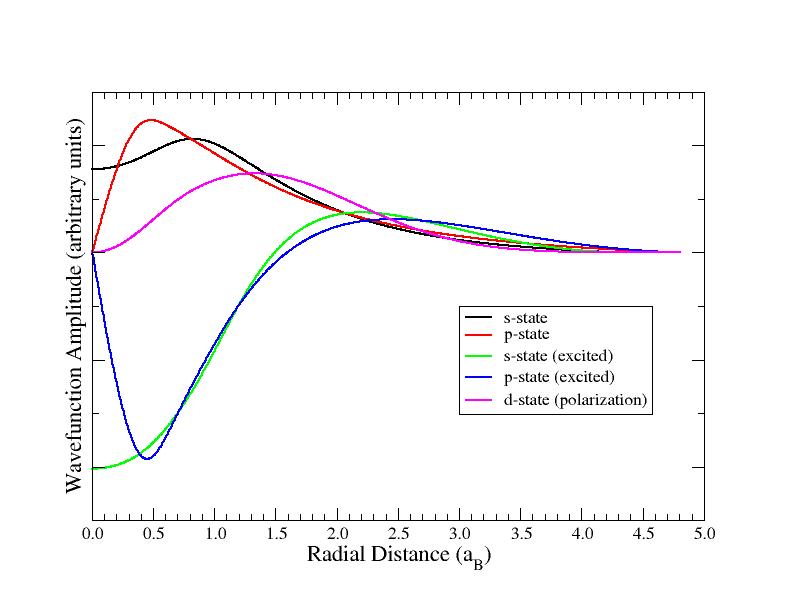 Wavefunction Amplitude (arbitrary units)
s-state
p-state
s-state (excited)
p-state (excited)
d-state (polarization)
0.0 0.5 1.0 1.5 2.0 2.5 3.0 3.5 4.0 4.5 5.0
Radial Distance (a_B)